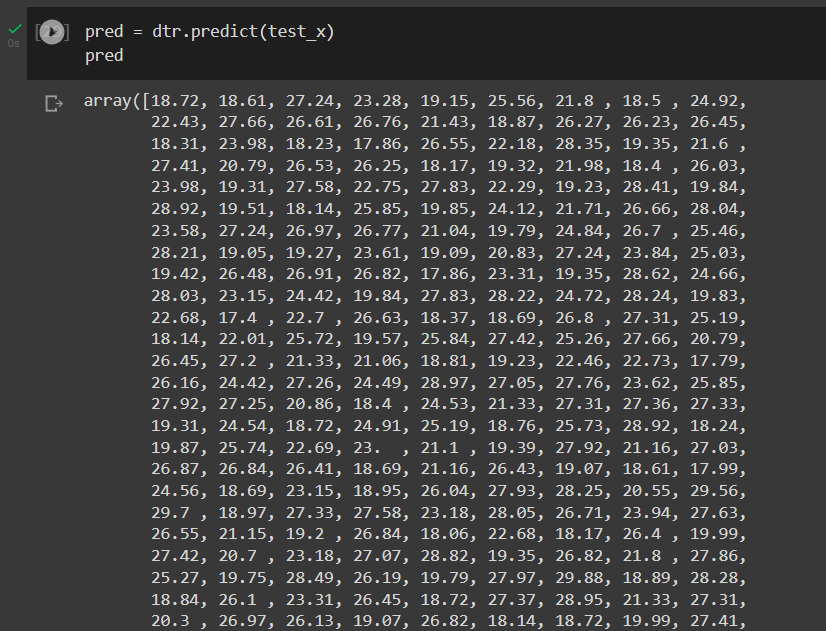 pred = dtr.predict(test_x)
0s
pred
array([18.72, 18.61, 27.24, 23.28, 19.15, 25.56, 21.8 , 18.5 , 24.92,
22.43, 27.66, 26.61, 26.76, 21.43, 18.87, 26.27, 26.23, 26.45,
18.31, 23.98, 18.23, 17.86, 26.55, 22.18, 28.35, 19.35, 21.6 ,
27.41, 20.79, 26.53, 26.25, 18.17, 19.32, 21.98, 18.4 , 26.03,
23.98, 19.31, 27.58, 22.75, 27.83, 22.29, 19.23, 28.41, 19.84,
28.92, 19.51, 18.14, 25.85, 19.85, 24.12, 21.71, 26.66, 28.04,
23.58, 27.24, 26.97, 26.77, 21.04, 19.79, 24.84, 26.7 , 25.46,
28.21, 19.05, 19.27, 23.61, 19.09, 20.83, 27.24, 23.84, 25.03,
19.42, 26.48, 26.91, 26.82, 17.86, 23.31, 19.35, 28.62, 24.66,
28.03, 23.15, 24.42, 19.84, 27.83, 28.22, 24.72, 28.24, 19.83,
22.68, 17.4 , 22.7 , 26.63, 18.37, 18.69, 26.8 , 27.31, 25.19,
18.14, 22.01, 25.72, 19.57, 25.84, 27.42, 25.26, 27.66, 20.79,
26.45, 27.2 , 21.33, 21.06, 18.81, 19.23, 22.46, 22.73, 17.79,
26.16, 24.42, 27.26, 24.49, 28.97, 27.05, 27.76, 23.62, 25.85,
27.92, 27.25, 20.86, 18.4 , 24.53, 21.33, 27.31, 27.36, 27.33,
19.31, 24.54, 18.72, 24.91, 25.19, 18.76, 25.73, 28.92, 18.24,
19.87, 25.74, 22.69, 23.  , 21.1 , 19.39, 27.92, 21.16, 27.03,
26.87, 26.84, 26.41, 18.69, 21.16, 26.43, 19.07, 18.61, 17.99,
24.56, 18.69, 23.15, 18.95, 26.04, 27.93, 28.25, 20.55, 29.56,
29.7 , 18.97, 27.33, 27.58, 23.18, 28.05, 26.71, 23.94, 27.63,
26.55, 21.15, 19.2 , 26.84, 18.06, 22.68, 18.17, 26.4 , 19.99,
27.42, 20.7 , 23.18, 27.07, 28.82, 19.35, 26.82, 21.8 , 27.86,
25.27, 19.75, 28.49, 26.19, 19.79, 27.97, 29.88, 18.89, 28.28,
18.84, 26.1 , 23.31, 26.45, 18.72, 27.37, 28.95, 21.33, 27.31,
20.3 , 26.97, 26.13, 19.07, 26.82, 18.14, 18.72, 19.99, 27.41,